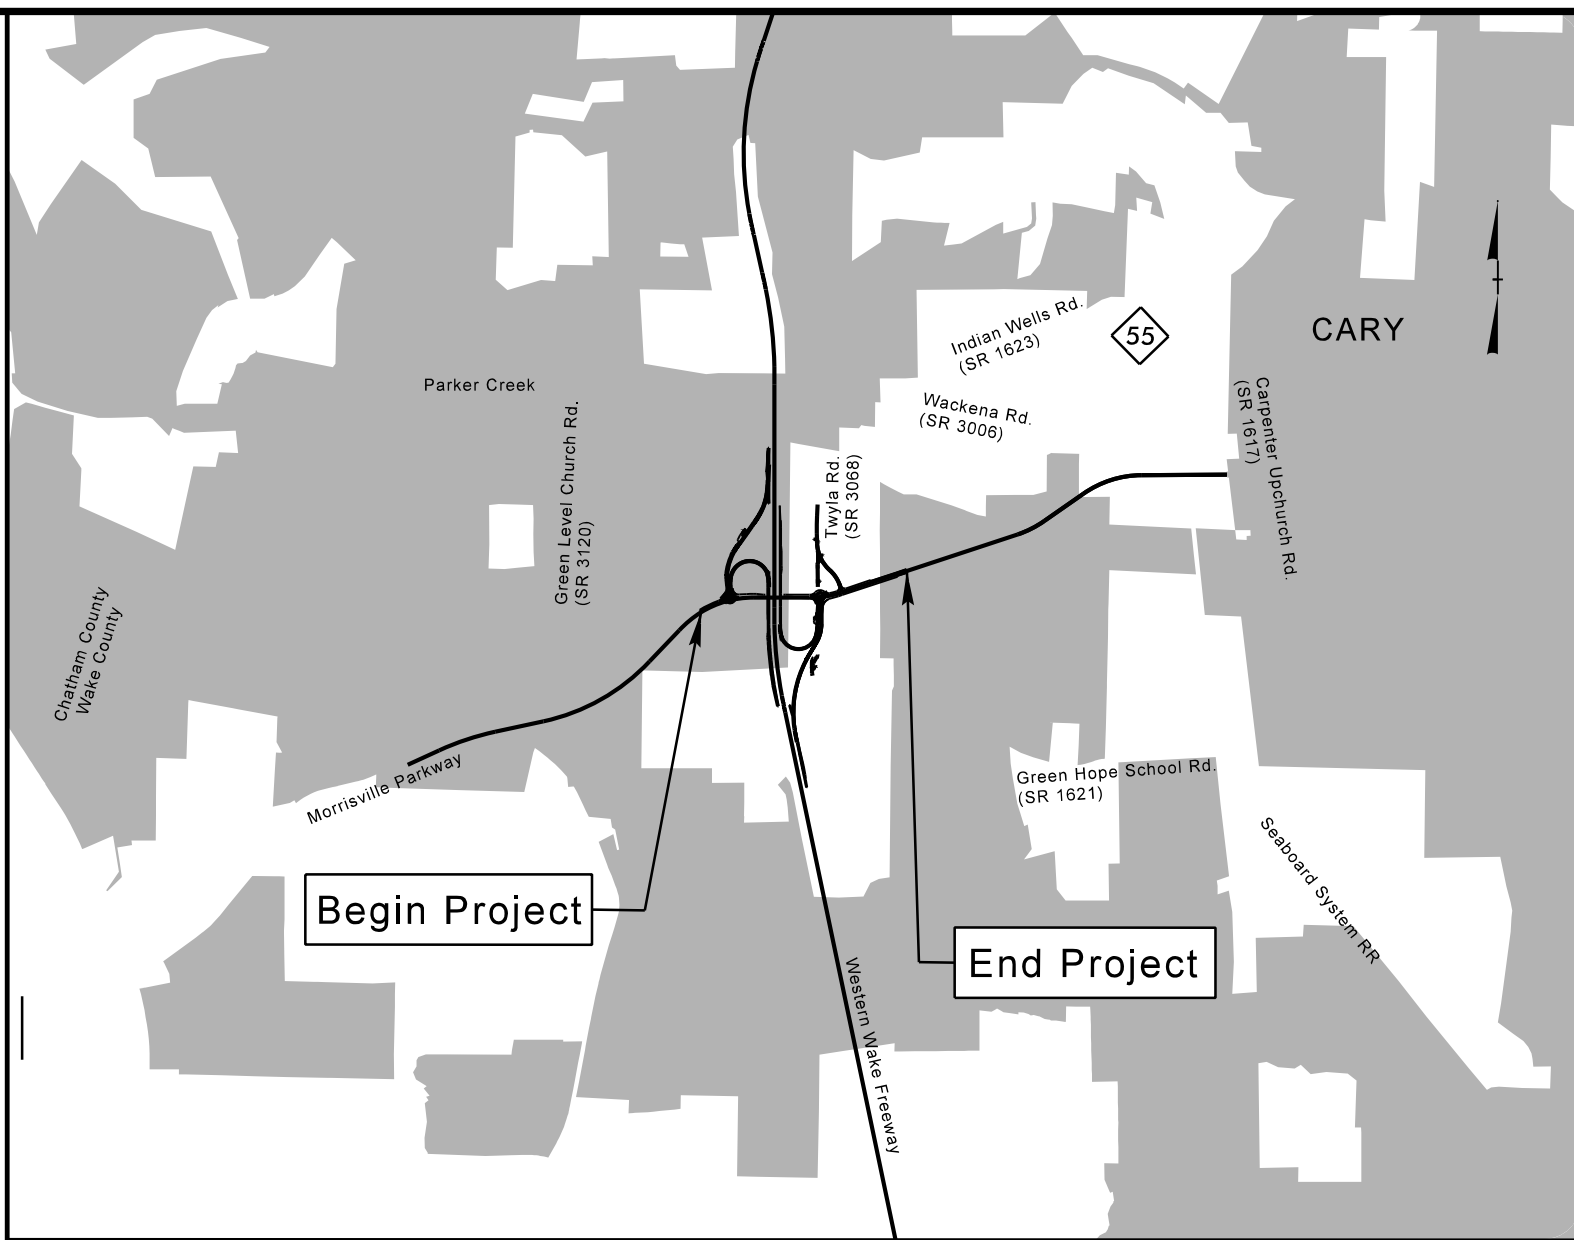 Indian Wells Rd.
(SR 1623)
55
CARY
Parker Creek
Wackena Rd.
(SR 3006)
Carpenter Upchurch Rd.
(SR 1617)
Green Level Church Rd.
(SR 3120)
Twyla Rd.
(SR 3068)
Chatham County
Wake County
Morrisville Parkway
Green Hope School Rd.
(SR 1621)
Seaboard System RR
Begin Project
End Project
Western Wake Freeway